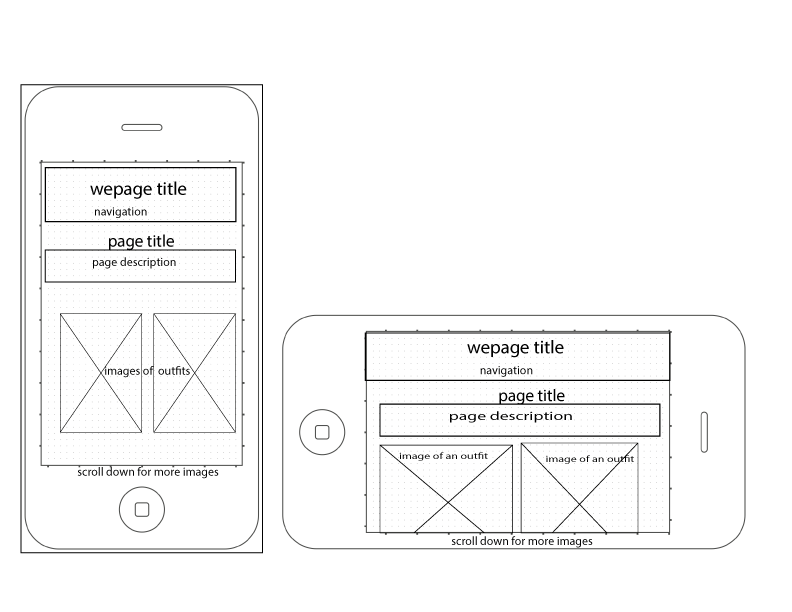 wepage title
navigation
page title
page description
images of outfits
scroll down for more images
wepage title
navigation
page title
page description
image of an outfit
image of an outfit
scroll down for more images